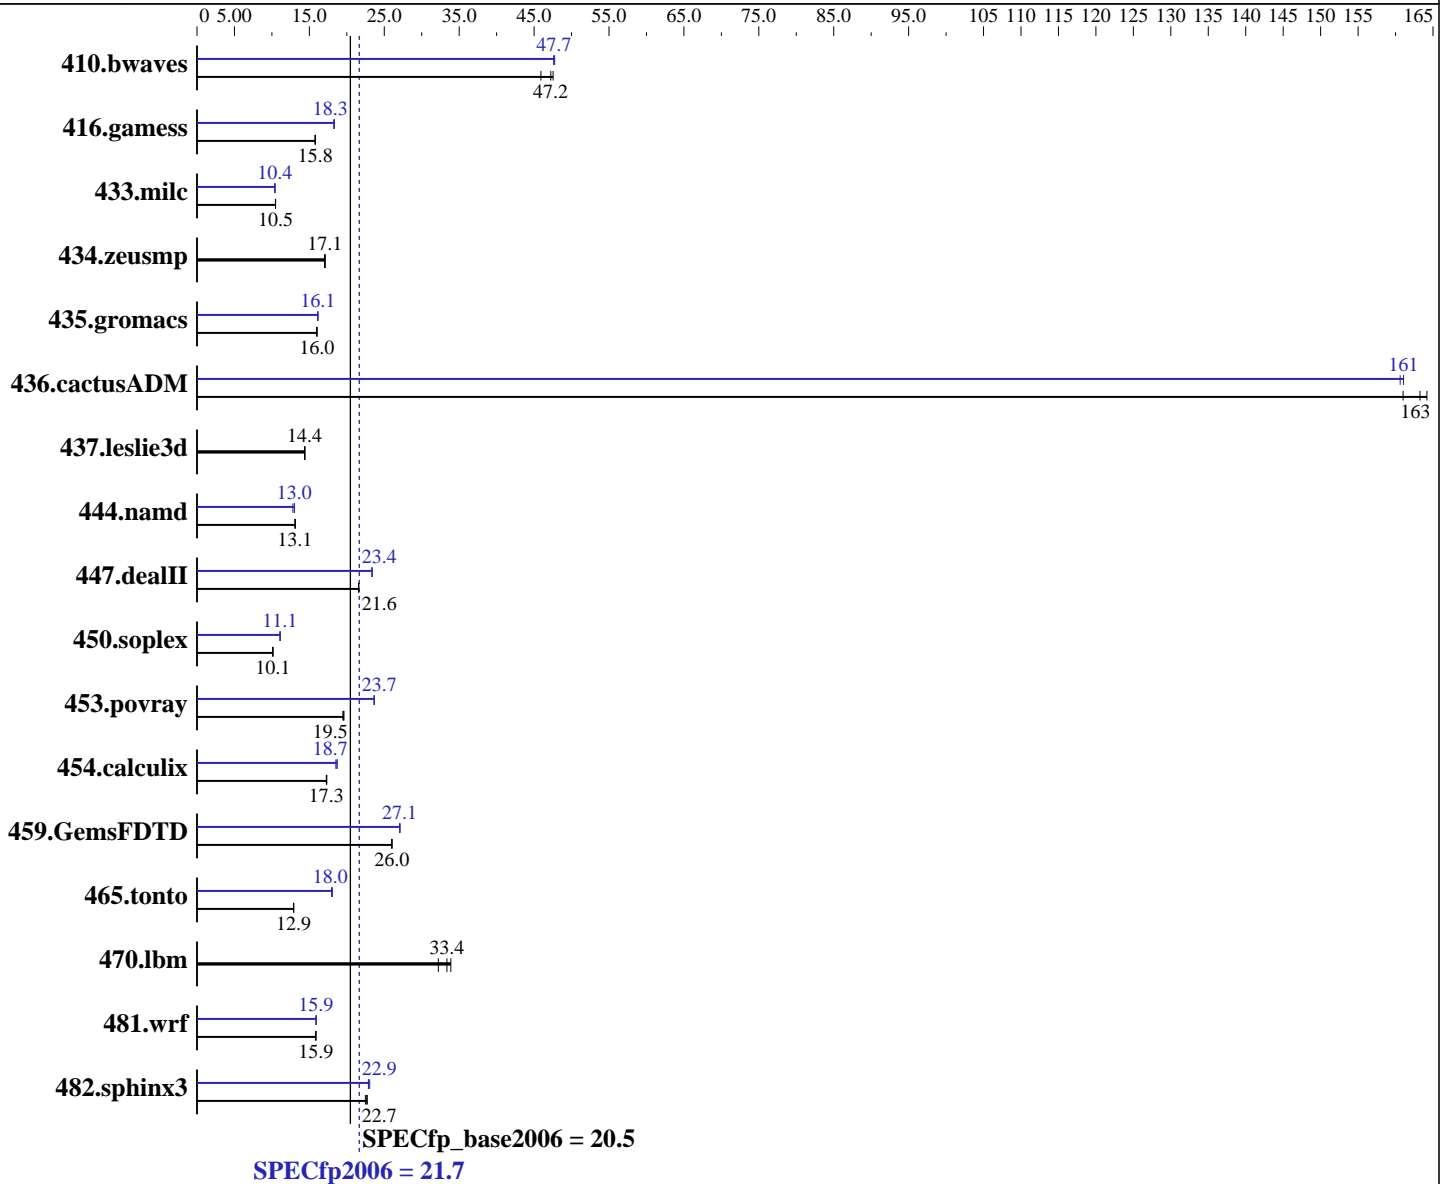 0 5.00 15.0 25.0 35.0 45.0 55.0 65.0 75.0 85.0 95.0 105 110 115 120 125 130 135 140 145 150 155 165
47.7
410.bwaves
47.2
18.3
416.gamess
15.8
10.4
433.milc
10.5
17.1
434.zeusmp
16.1
435.gromacs
16.0
161
436.cactusADM
163
14.4
437.leslie3d
13.0
444.namd
13.1
23.4
447.dealII
21.6
11.1
450.soplex
10.1
23.7
453.povray
19.5
18.7
454.calculix
17.3
27.1
459.GemsFDTD
26.0
18.0
465.tonto
12.9
33.4
470.lbm
15.9
481.wrf
15.9
22.9
482.sphinx3
22.7
SPECfp_base2006 = 20.5
SPECfp2006 = 21.7